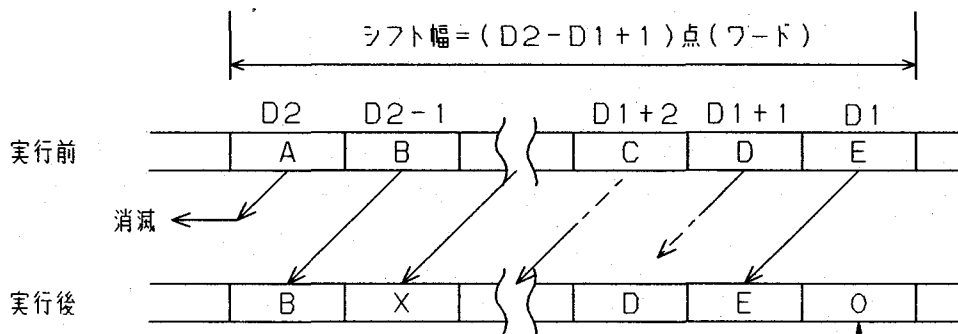 シフト幅=(D2-D1+1)点(ワード)
D2 D2-1 D1+2 D1+1 D1
実行前 A B C D E
消滅
実行後 B X D E 0